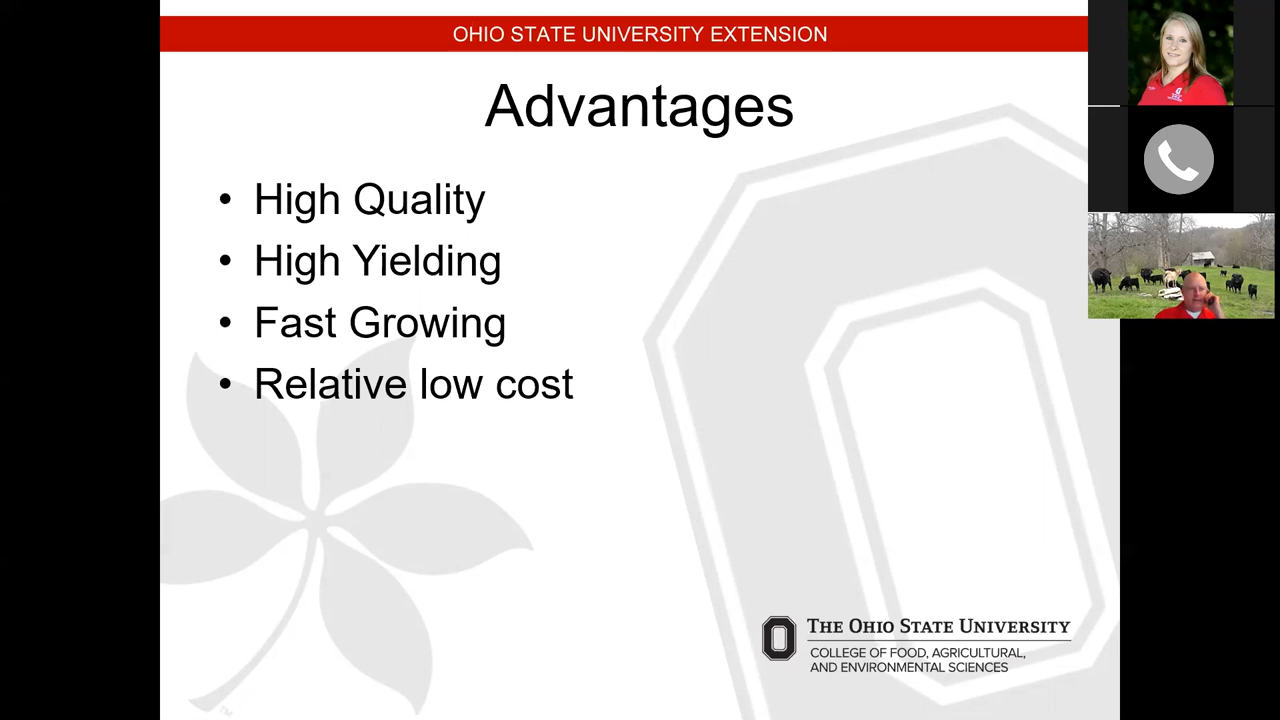 OHIO STATE UNIVERSITY EXTENSION
Advantages
• High Quality
• High Yielding
• Fast Growing
• Relative low cost
THE OHIO STATE UNIVERSITY
COLLEGE OF FOOD, AGRICULTURAL,
AND ENVIRONMENTAL SCIENCES
TM